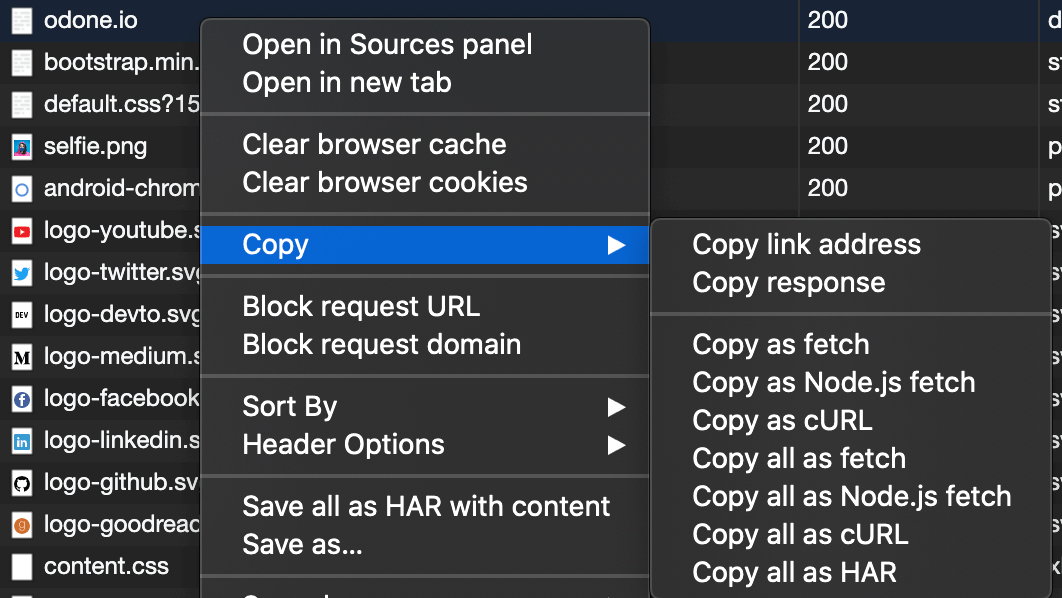 odone.io 200
bootstrap.min. 200
default.css?15 200
selfie.png 200
android-chrom 200
logo-youtube.s
logo-twitter.svg
logo-devto.svg
logo-medium.s
logo-facebook
logo-linkedin.s
logo-github.sv
logo-goodread
content.css
Open in Sources panel
Open in new tab
Clear browser cache
Clear browser cookies
Copy
Block request URL
Block request domain
Sort By
Header Options
Save all as HAR with content
Save as...
Copy link address
Copy response
Copy as fetch
Copy as Node.js fetch
Copy as cURL
Copy all as fetch
Copy all as Node.js fetch
Copy all as cURL
Copy all as HAR